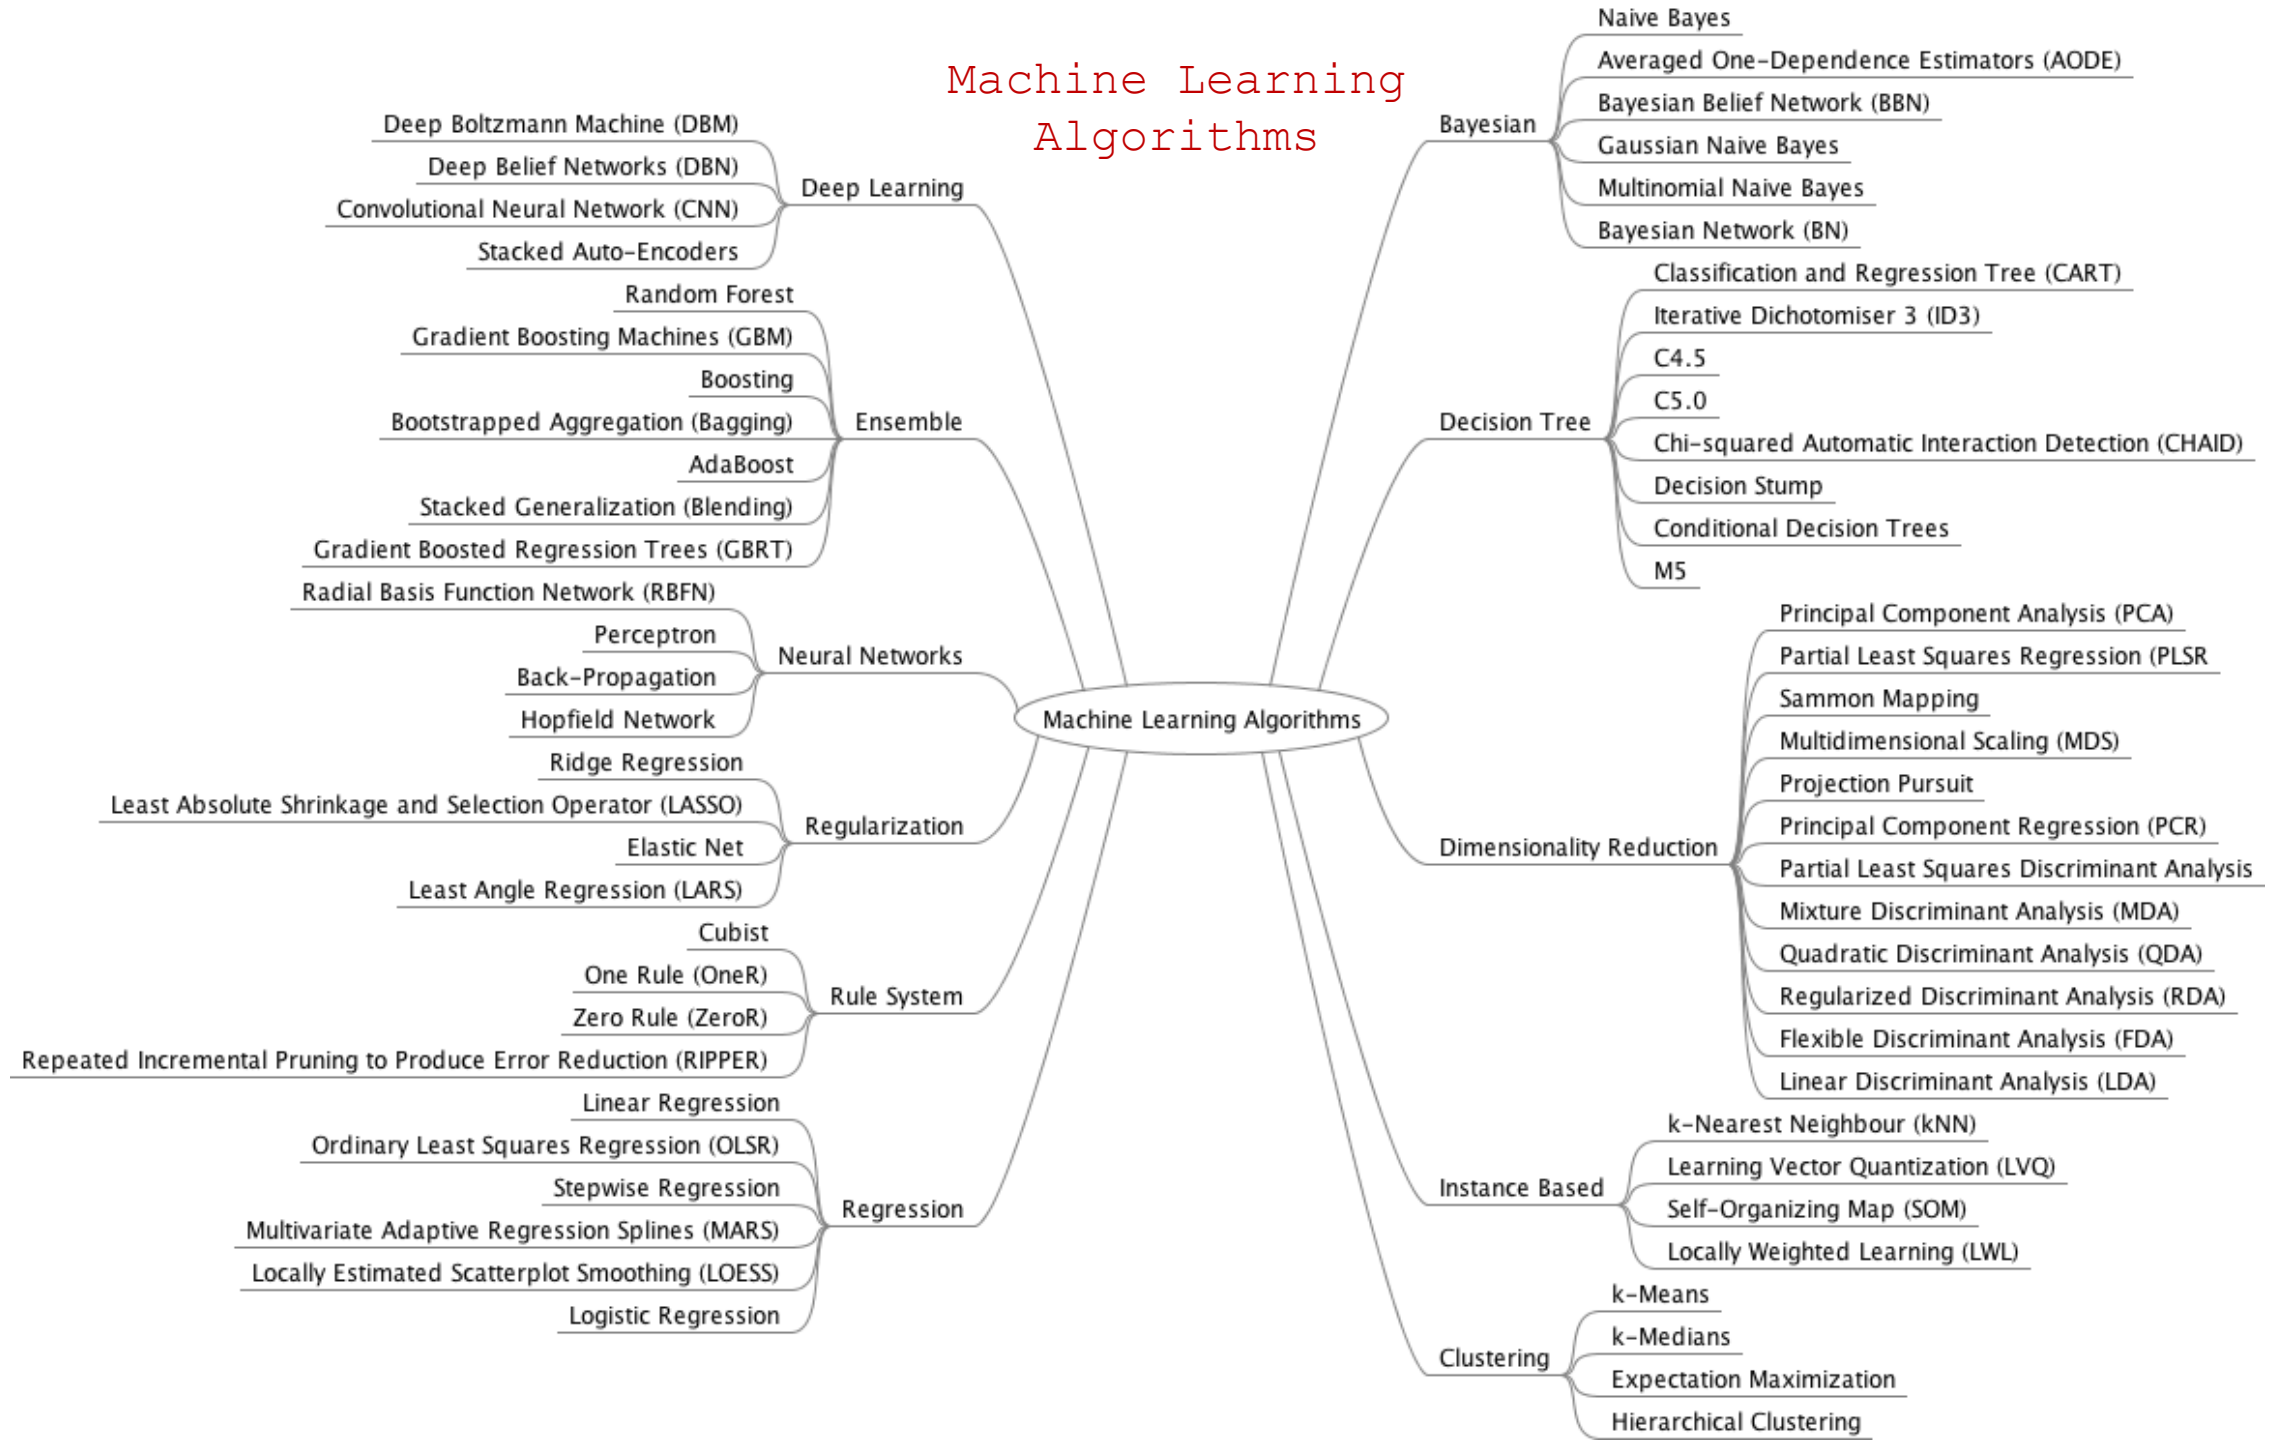 Machine Learning
Algorithms
Deep Boltzmann Machine (DBM)
Deep Belief Networks (DBN)
Convolutional Neural Network (CNN)
Stacked Auto-Encoders
Deep Learning
Random Forest
Gradient Boosting Machines (GBM)
Boosting
Bootstrapped Aggregation (Bagging)
AdaBoost
Stacked Generalization (Blending)
Gradient Boosted Regression Trees (GBRT)
Ensemble
Radial Basis Function Network (RBFN)
Perceptron
Back-Propagation
Hopfield Network
Neural Networks
Ridge Regression
Least Absolute Shrinkage and Selection Operator (LASSO)
Elastic Net
Least Angle Regression (LARS)
Regularization
Cubist
One Rule (OneR)
Zero Rule (ZeroR)
Repeated Incremental Pruning to Produce Error Reduction (RIPPER)
Rule System
Linear Regression
Ordinary Least Squares Regression (OLSR)
Stepwise Regression
Multivariate Adaptive Regression Splines (MARS)
Locally Estimated Scatterplot Smoothing (LOESS)
Logistic Regression
Regression
Machine Learning Algorithms
Bayesian
Naive Bayes
Averaged One-Dependence Estimators (AODE)
Bayesian Belief Network (BBN)
Gaussian Naive Bayes
Multinomial Naive Bayes
Bayesian Network (BN)
Decision Tree
Classification and Regression Tree (CART)
Iterative Dichotomiser 3 (ID3)
C4.5
C5.0
Chi-squared Automatic Interaction Detection (CHAID)
Decision Stump
Conditional Decision Trees
M5
Dimensionality Reduction
Principal Component Analysis (PCA)
Partial Least Squares Regression (PLSR
Sammon Mapping
Multidimensional Scaling (MDS)
Projection Pursuit
Principal Component Regression (PCR)
Partial Least Squares Discriminant Analysis
Mixture Discriminant Analysis (MDA)
Quadratic Discriminant Analysis (QDA)
Regularized Discriminant Analysis (RDA)
Flexible Discriminant Analysis (FDA)
Linear Discriminant Analysis (LDA)
Instance Based
k-Nearest Neighbour (kNN)
Learning Vector Quantization (LVQ)
Self-Organizing Map (SOM)
Locally Weighted Learning (LWL)
Clustering
k-Means
k-Medians
Expectation Maximization
Hierarchical Clustering